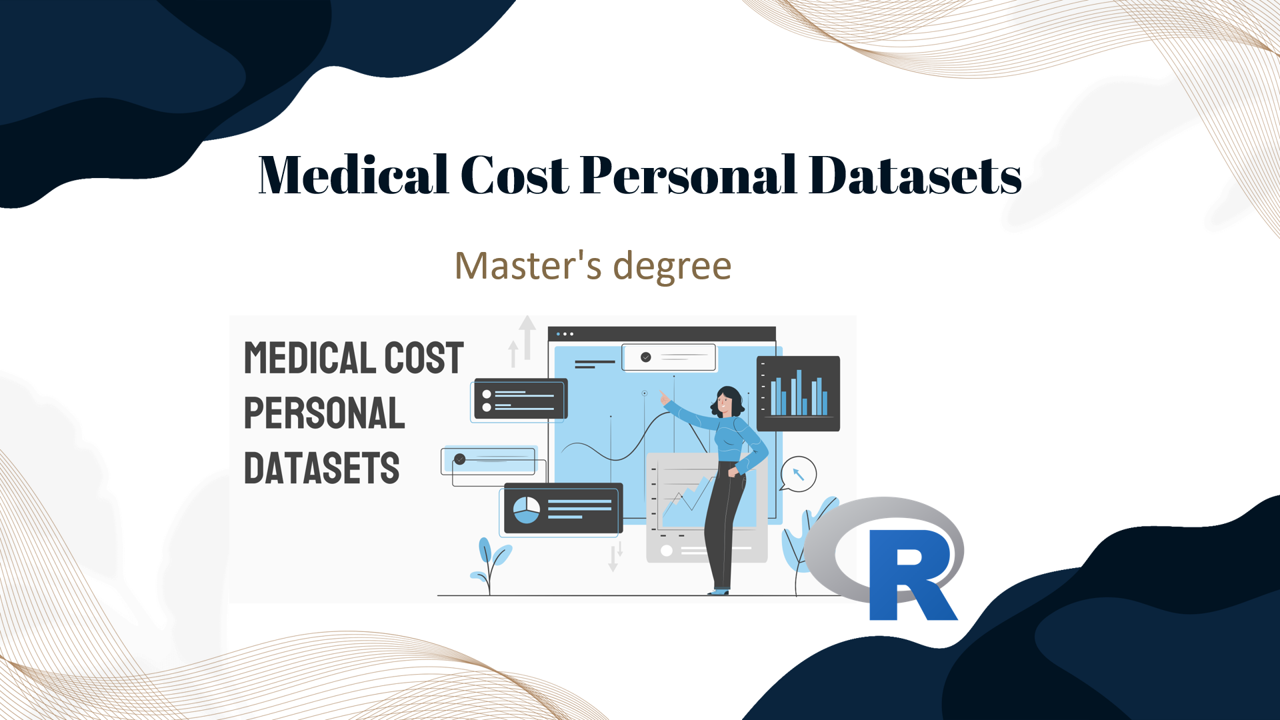 Medical Cost Personal Datasets
Master's degree
MEDICAL COST
PERSONAL
DATASETS
R